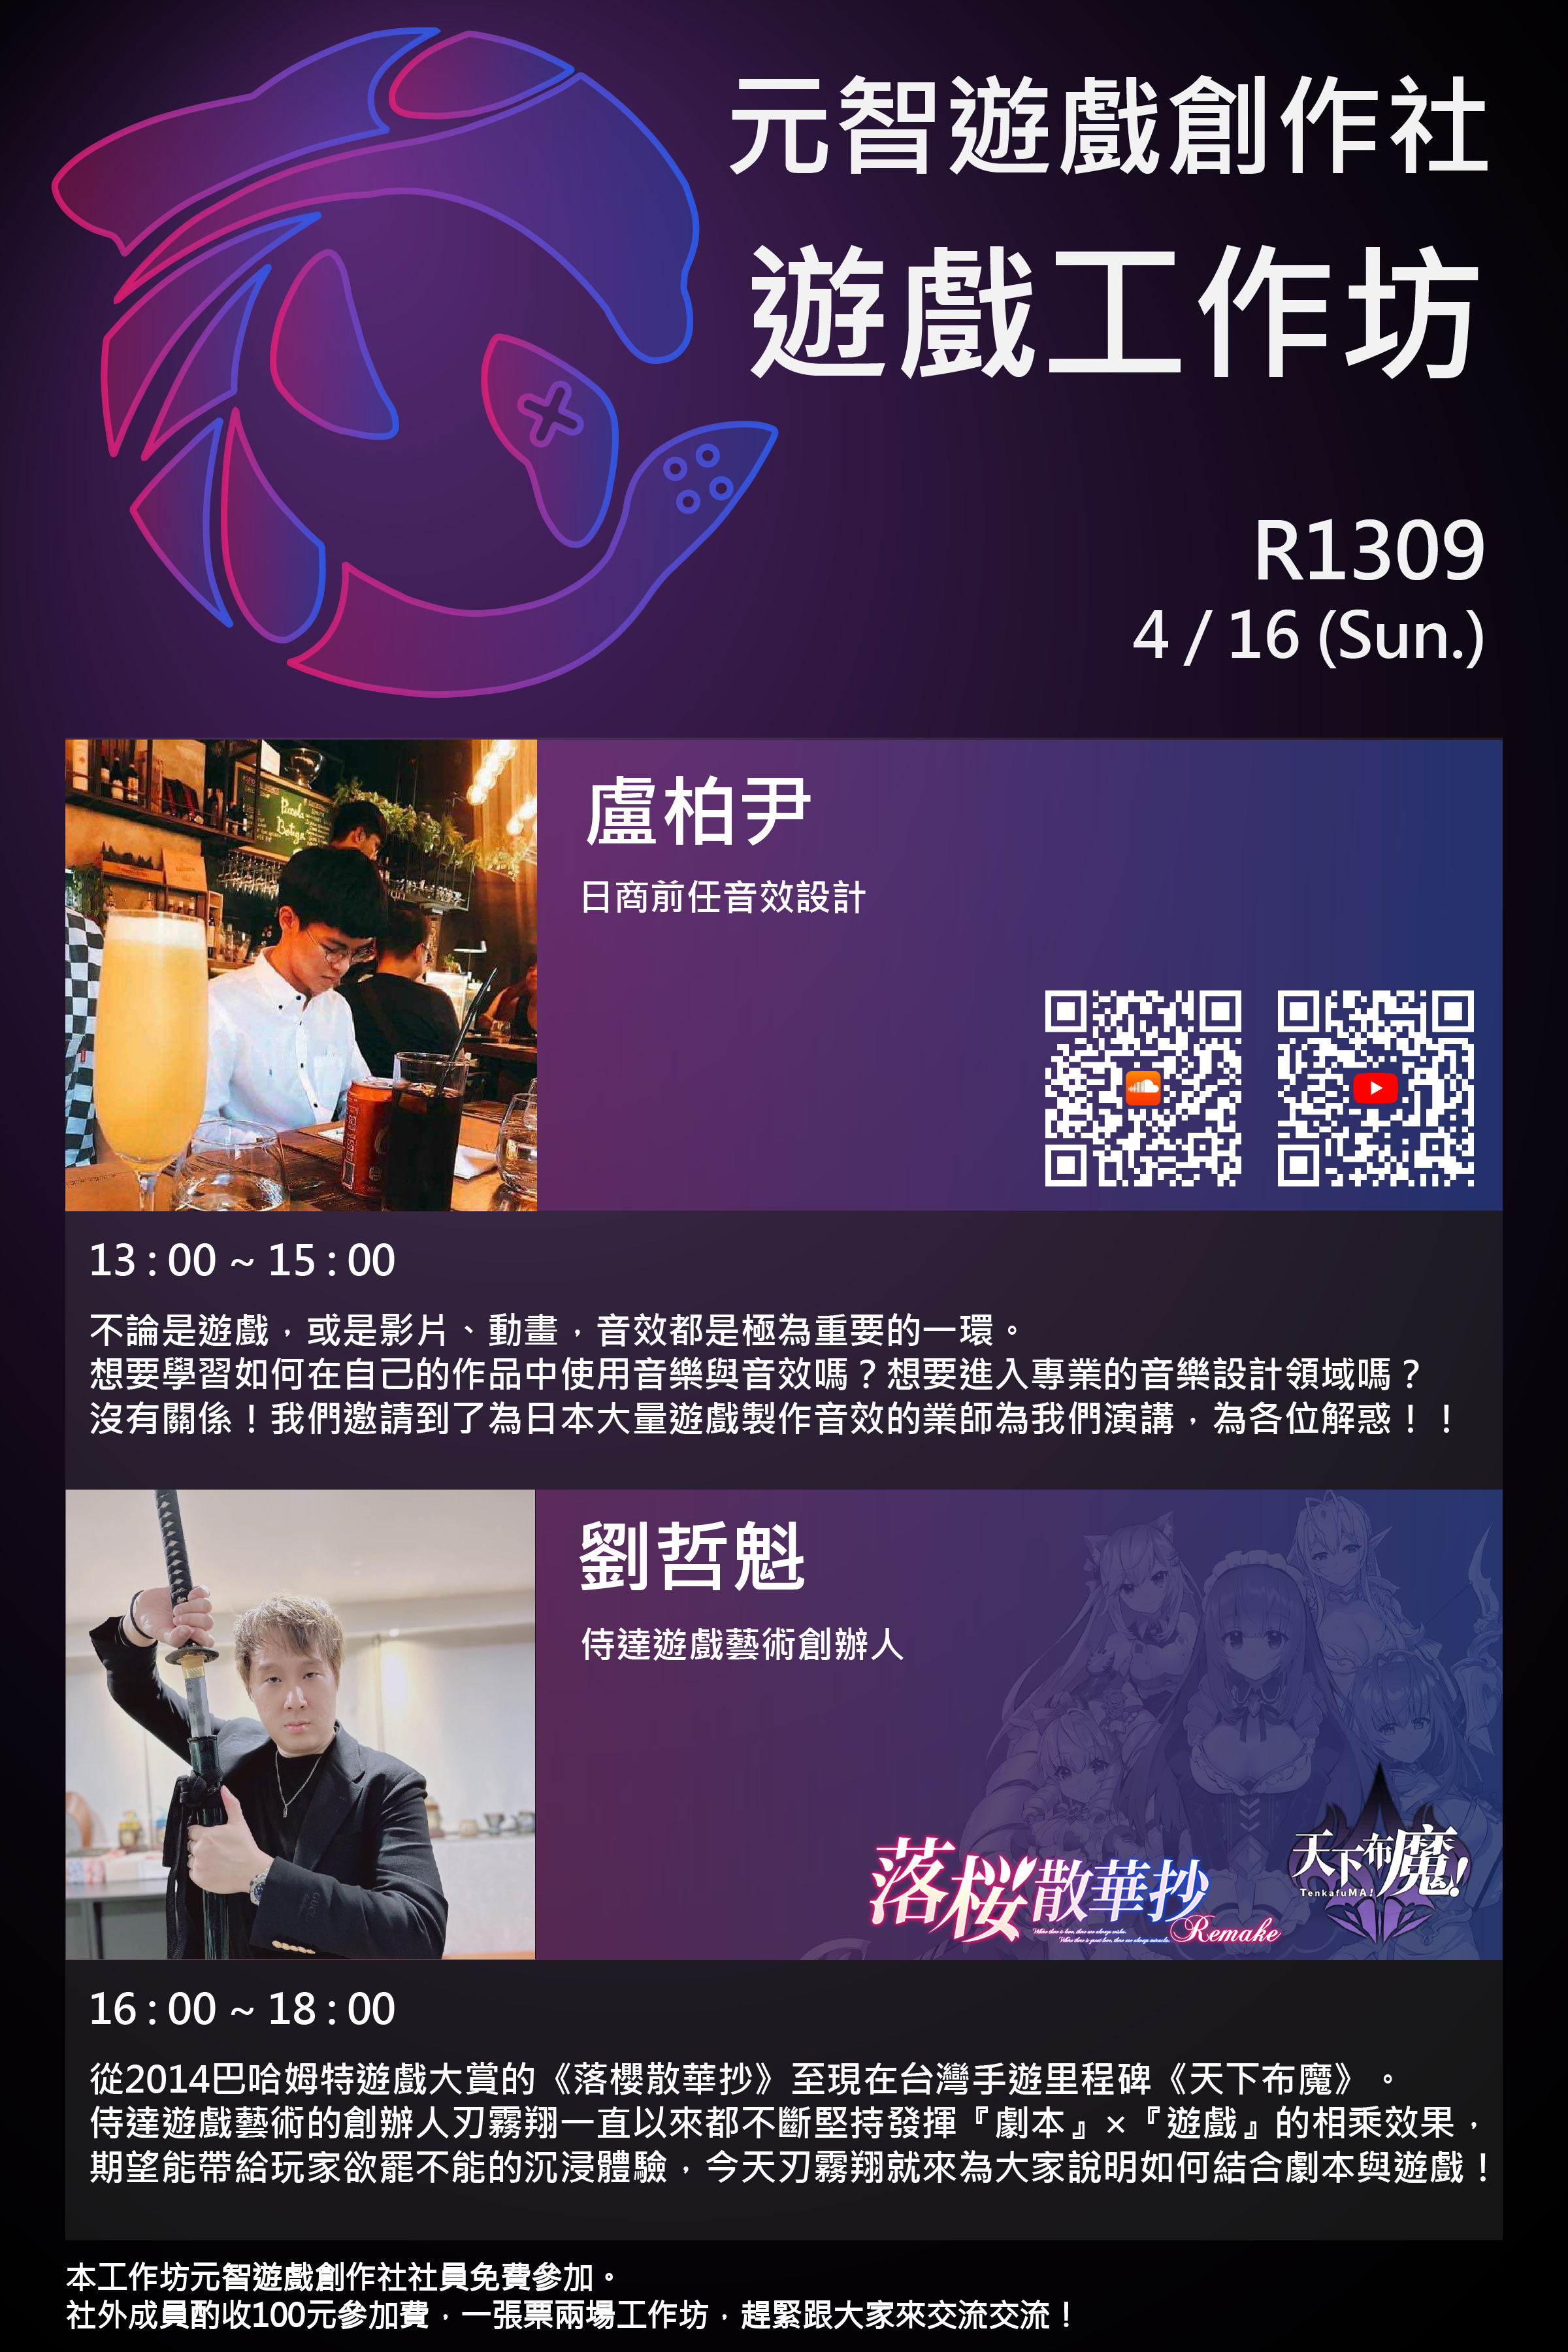 元智遊戲創作社
遊戲工作坊
R1309
4 / 16 (Sun.)
盧柏尹
日商前任音效設計
13 : 00 ~ 15 : 00
不論是遊戲，或是影片、動畫，音效都是極為重要的一環。
想要學習如何在自己的作品中使用音樂與音效嗎？想要進入專業的音樂設計領域嗎？
沒有關係！我們邀請到了為日本大量遊戲製作音效的業師為我們演講，為各位解惑！！
劉哲魁
侍達遊戲藝術創辦人
落桜散華抄
Remake
天下布魔!
TenkafuMA!
16 : 00 ~ 18 : 00
從2014巴哈姆特遊戲大賞的《落櫻散華抄》至現在台灣手遊里程碑《天下布魔》。
侍達遊戲藝術的創辦人刃霧翔一直以來都不斷堅持發揮『劇本』×『遊戲』的相乘效果，
期望能帶給玩家欲罷不能的沉浸體驗，今天刃霧翔就來為大家說明如何結合劇本與遊戲！
本工作坊元智遊戲創作社社員免費參加。
社外成員酌收100元參加費，一張票兩場工作坊，趕緊跟大家來交流交流！